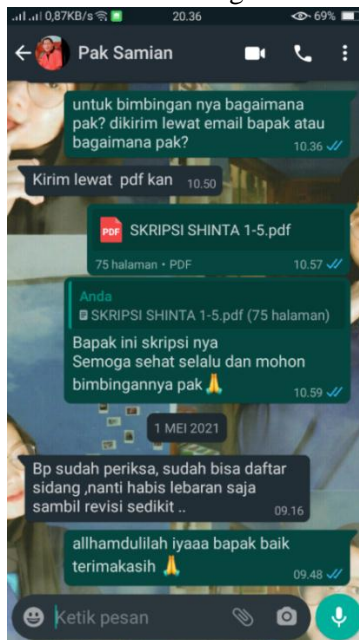 0,87KB/s 20.36 69%
Pak Samian
untuk bimbingan nya bagaimana
pak? dikirim lewat email bapak atau
bagaimana pak?
10.36
Kirim lewat pdf kan 10.50
PDF SKRIPSI SHINTA 1-5.pdf
75 halaman • PDF 10.57
Anda
SKRIPSI SHINTA 1-5.pdf (75 halaman)
Bapak ini skripsi nya
Semoga sehat selalu dan mohon
bimbingannya pak 🙏
10.59
1 MEI 2021
Bp sudah periksa, sudah bisa daftar
sidang ,nanti habis lebaran saja
sambil revisi sedikit ..
09.16
allhamdulilah iyaaa bapak baik
terimakasih 🙏
09.48
Ketik pesan